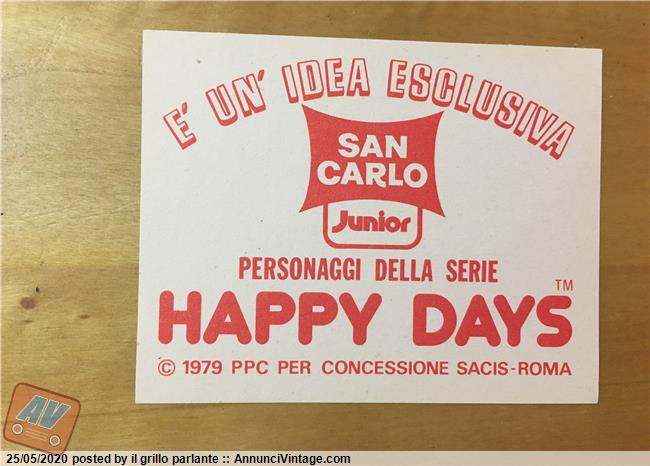 E' UN' IDEA ESCLUSIVA
SAN
CARLO
Junior
PERSONAGGI DELLA SERIE
HAPPY DAYS TM
© 1979 PPC PER CONCESSIONE SACIS-ROMA
AV
25/05/2020 posted by il grillo parlante :: AnnunciVintage.com